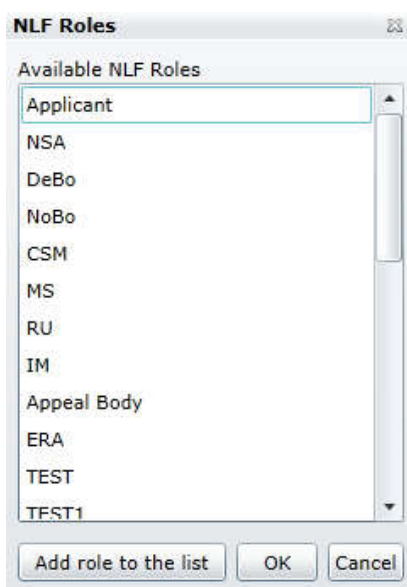 NLF Roles
Available NLF Roles
Applicant
NSA
DeBo
NoBo
CSM
MS
RU
IM
Appeal Body
ERA
TEST
TEST1
Add role to the list OK Cancel